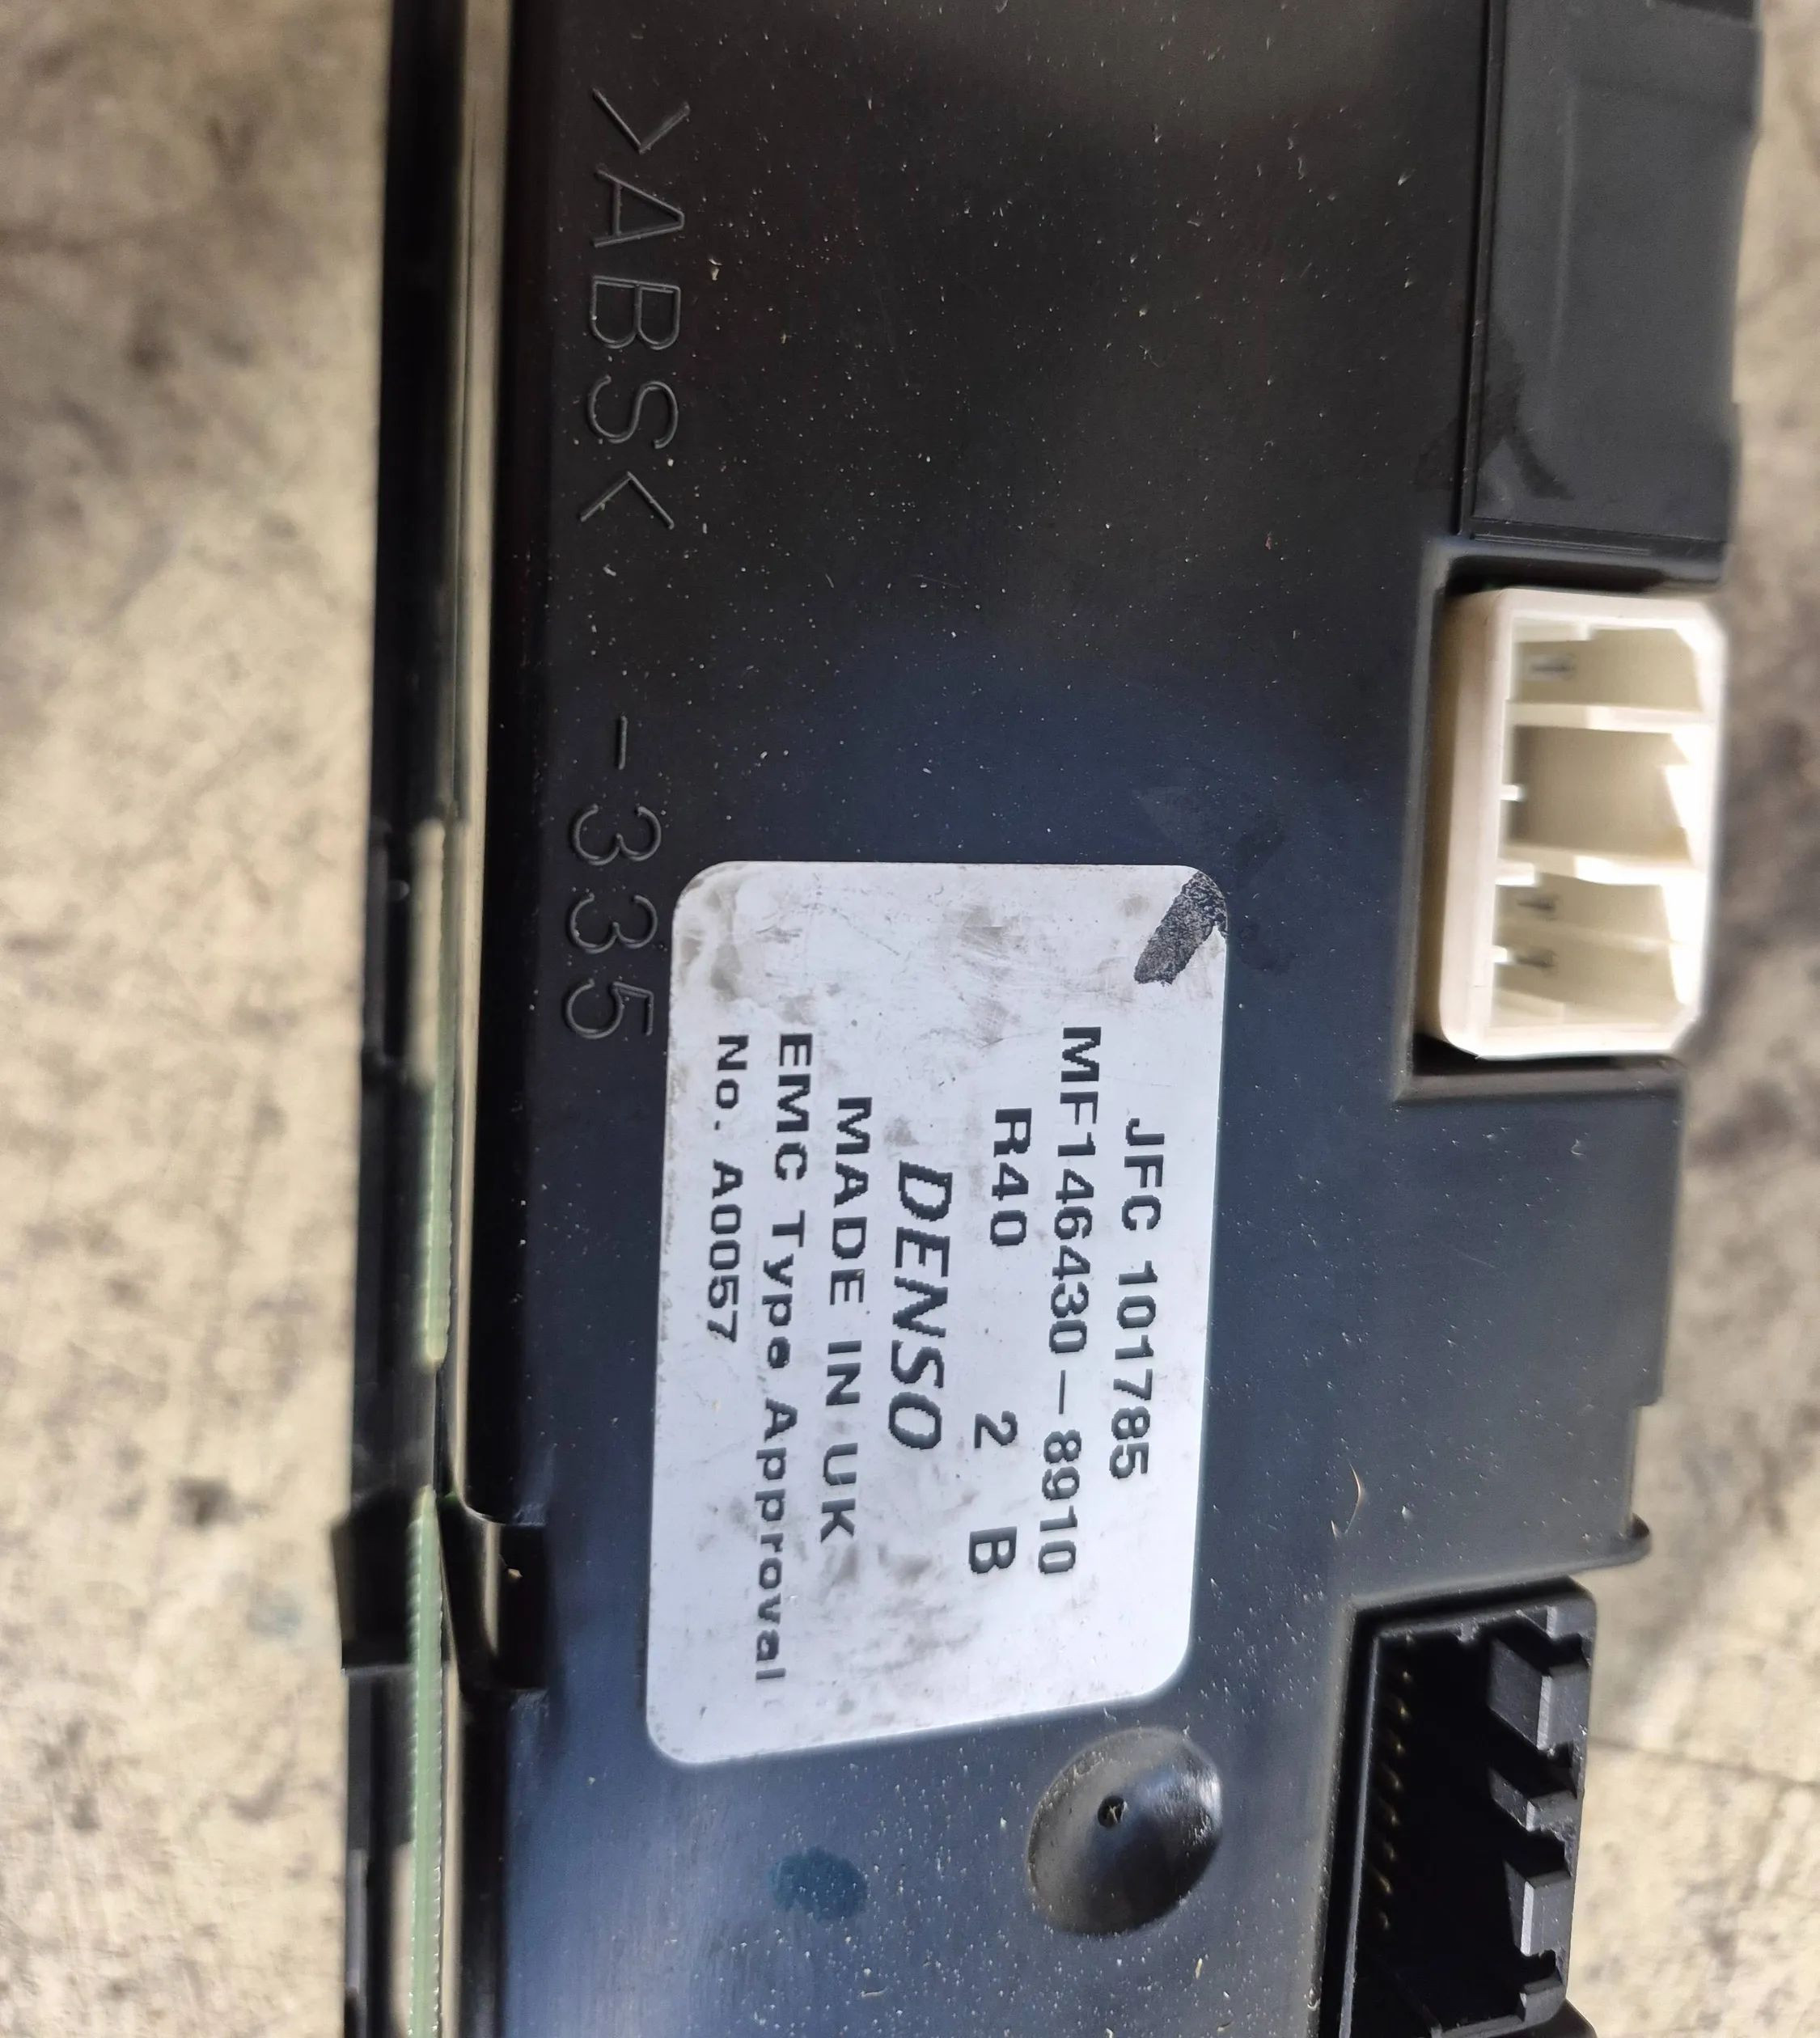 >ABS< -335
JFC 101785
MF146430-8910
R40 2 B
DENSO
MADE IN UK
EMC Type Approval
No. A0057